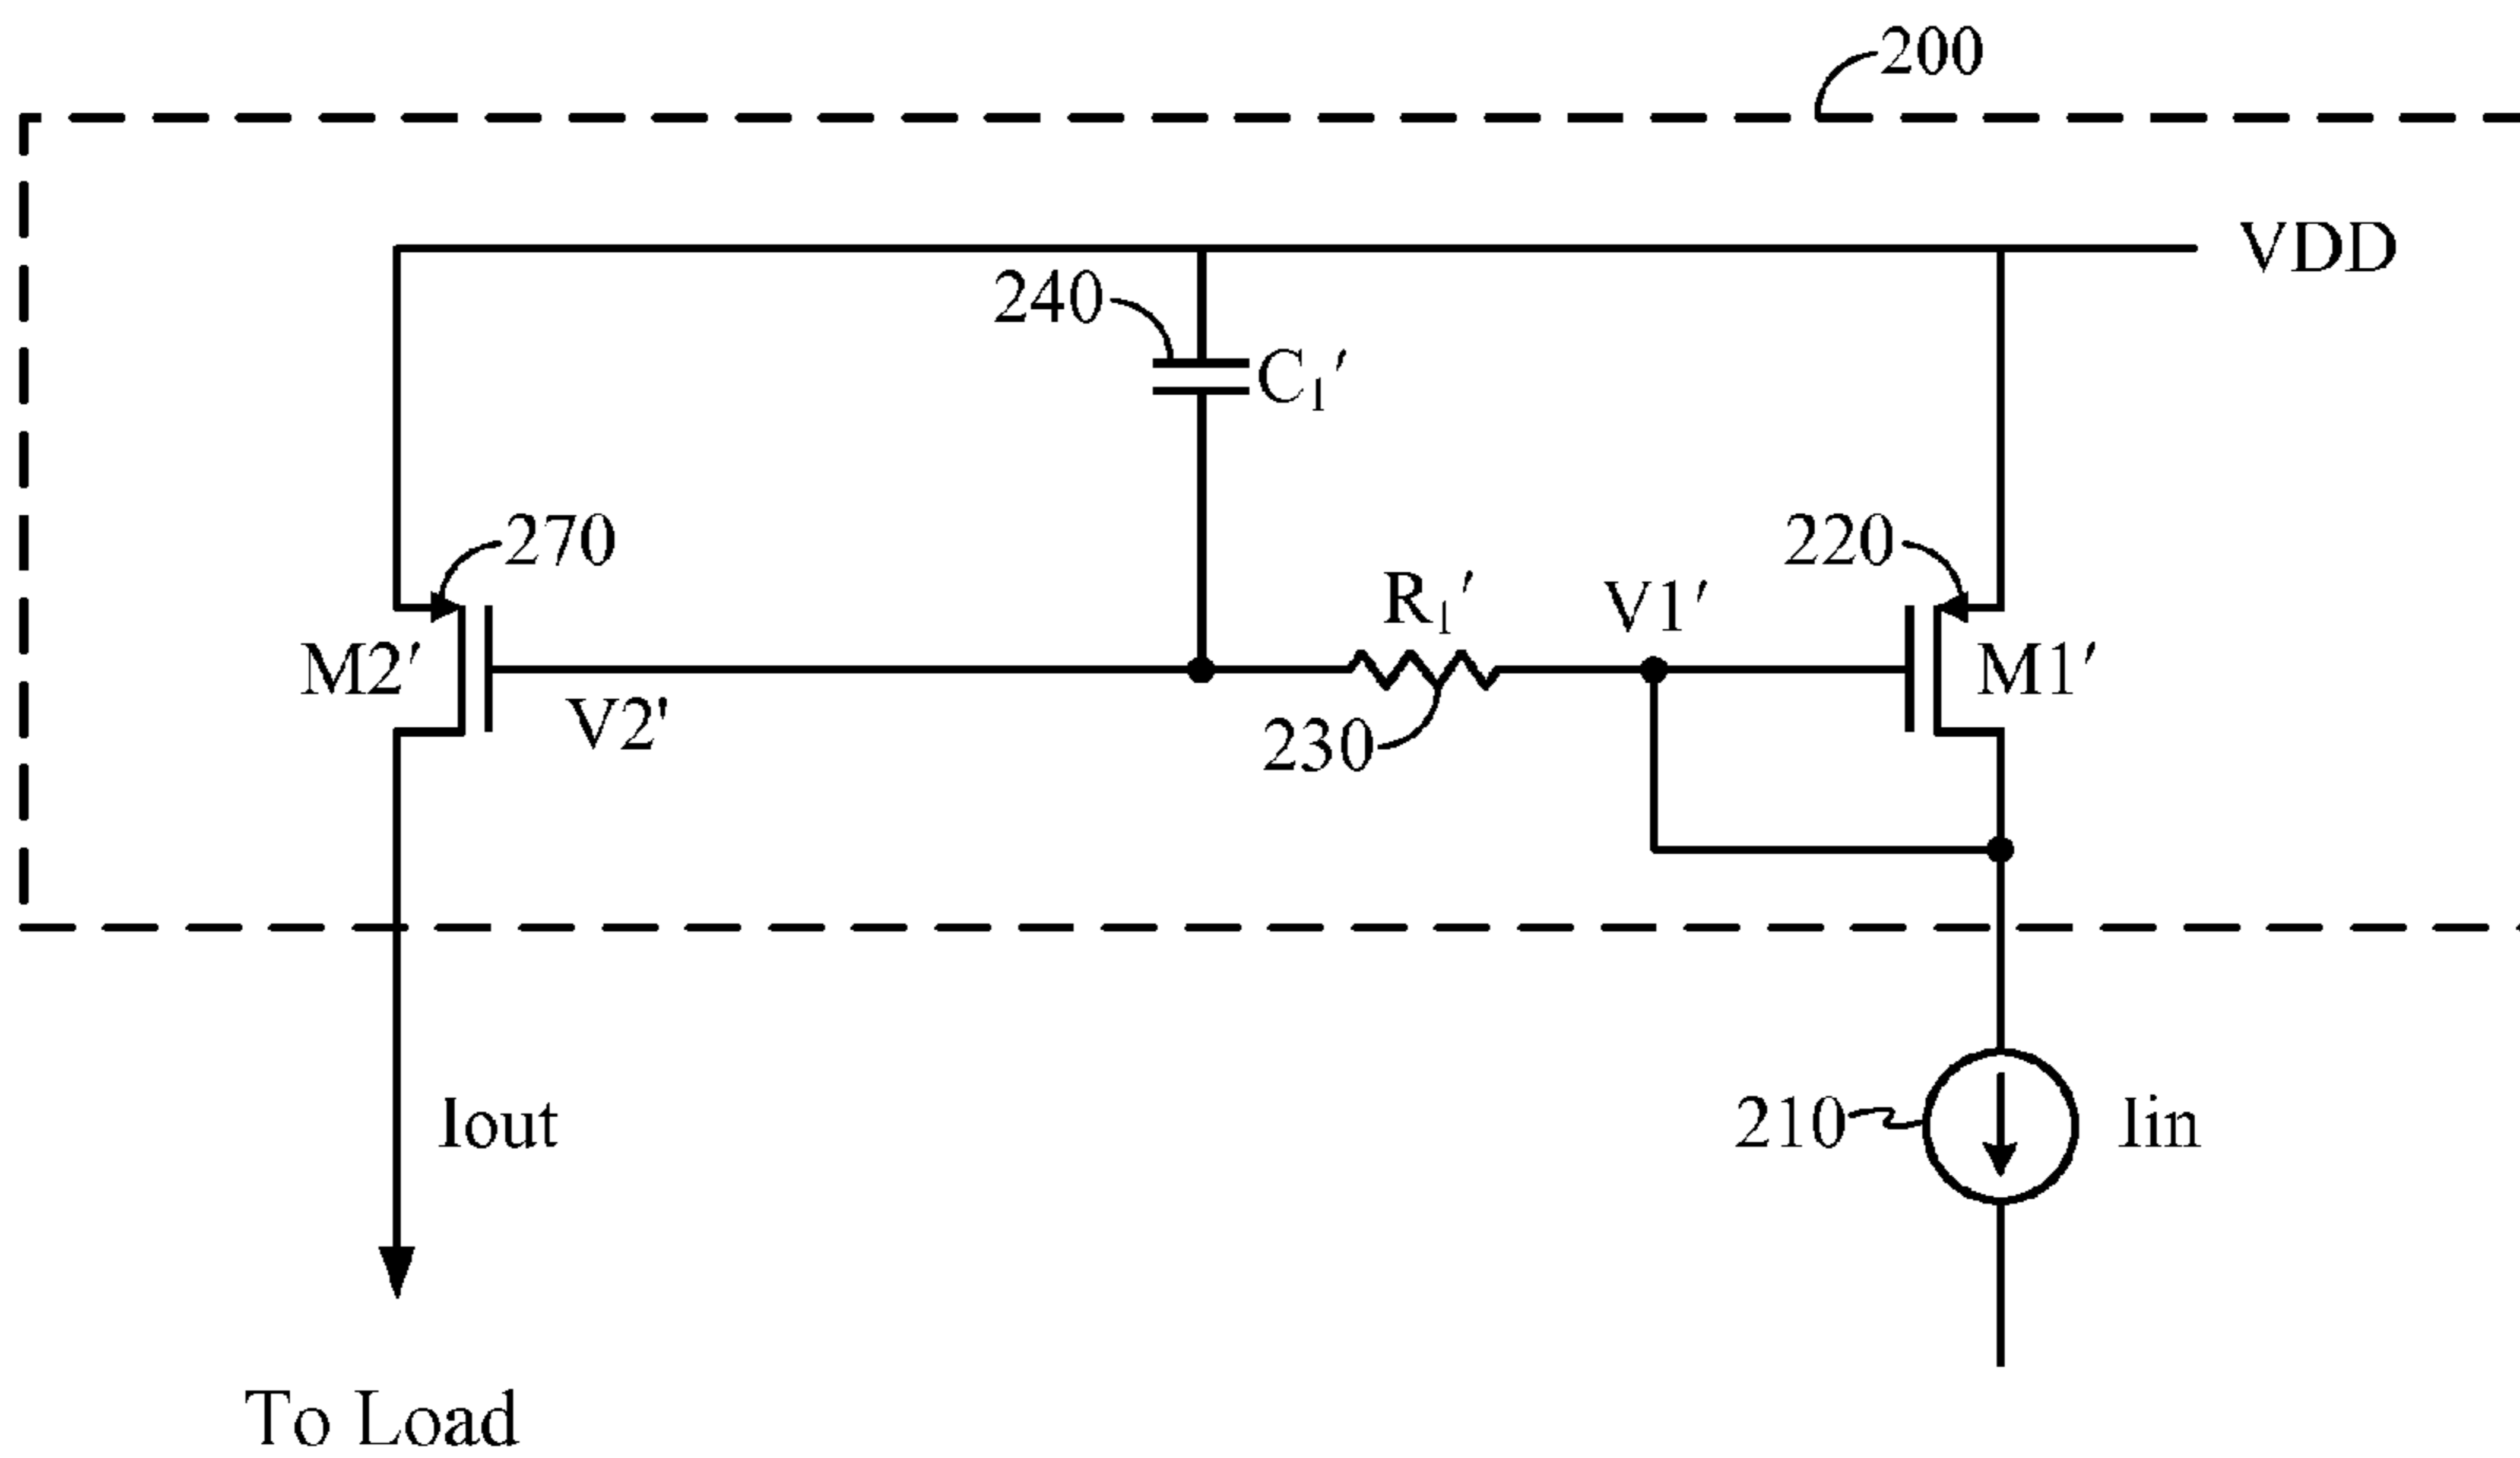 200
VDD
240
C₁′
270
220
R₁′
V1′
M2′
M1′
V2'
230
Iout
210
Iin
To Load